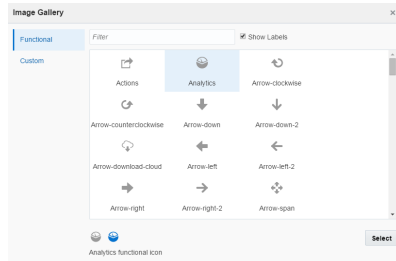 Image Gallery ×
Functional
Custom
Filter
Show Labels
Actions Analytics Arrow-clockwise
Arrow-counterclockwise Arrow-down Arrow-down-2
Arrow-download-cloud Arrow-left Arrow-left-2
Arrow-right Arrow-right-2 Arrow-span
Select
Analytics functional icon